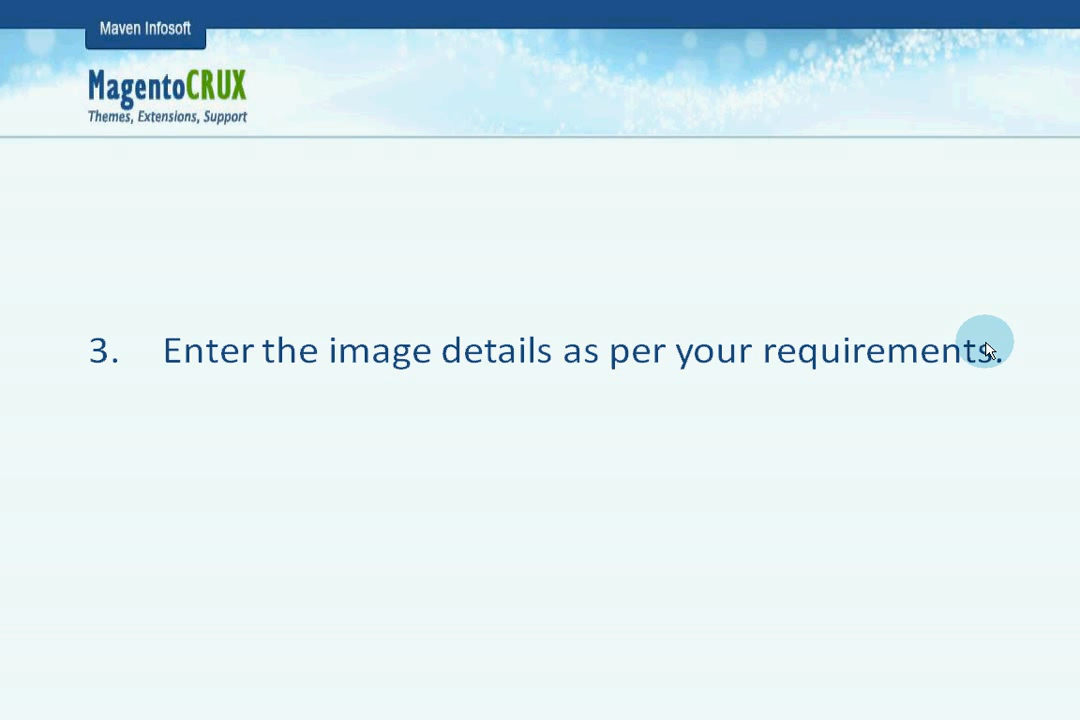 Maven Infosoft
MagentoCRUX
Themes, Extensions, Support
3. Enter the image details as per your requirements.